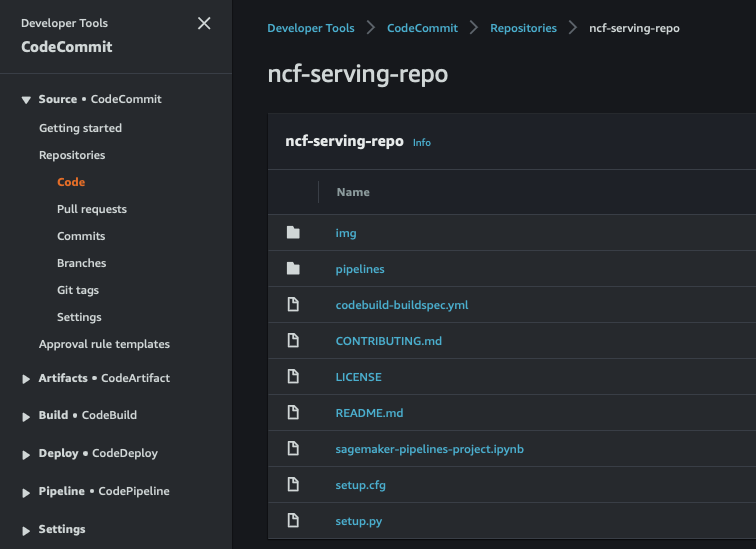 Developer Tools
CodeCommit
Source • CodeCommit
Getting started
Repositories
Code
Pull requests
Commits
Branches
Git tags
Settings
Approval rule templates
Artifacts • CodeArtifact
Build • CodeBuild
Deploy • CodeDeploy
Pipeline • CodePipeline
Settings
Developer Tools > CodeCommit > Repositories > ncf-serving-repo
ncf-serving-repo
ncf-serving-repo Info
Name
img
pipelines
codebuild-buildspec.yml
CONTRIBUTING.md
LICENSE
README.md
sagemaker-pipelines-project.ipynb
setup.cfg
setup.py